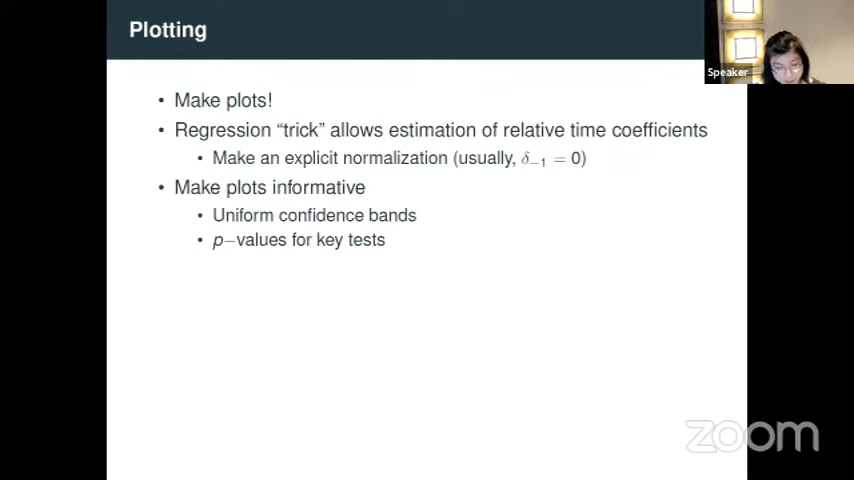 Plotting
Speaker
• Make plots!
• Regression “trick” allows estimation of relative time coefficients
• Make an explicit normalization (usually, δ₋₁ = 0)
• Make plots informative
• Uniform confidence bands
• p−values for key tests
zoom